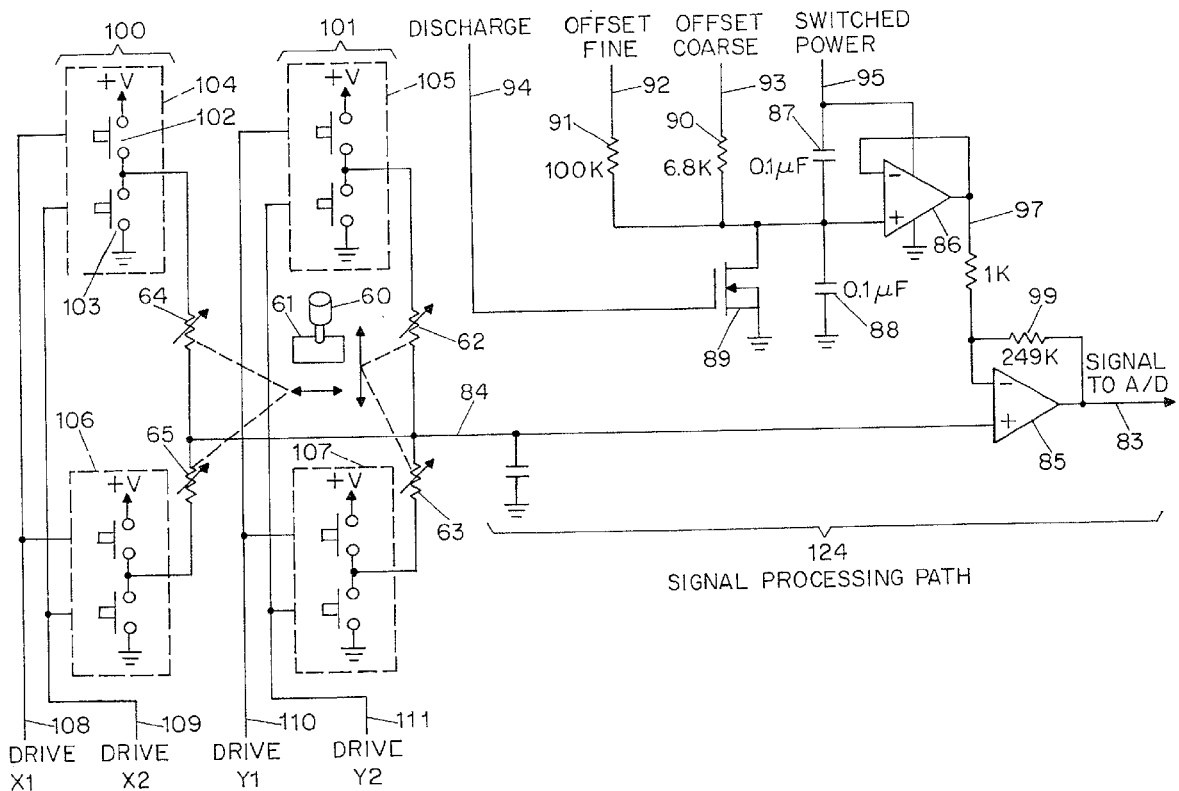 100
101
DISCHARGE
OFFSET FINE
OFFSET COARSE
SWITCHED POWER
104
105
+V
+V
102
94
92
93
95
91
100K
90
6.8K
87
0.1µF
−
+
86
97
1K
103
64
61
60
62
89
0.1µF
88
99
249K
SIGNAL TO A/D
84
−
+
85
83
106
65
107
+V
+V
63
124
SIGNAL PROCESSING PATH
108
109
110
111
DRIVE X1
DRIVE X2
DRIVE Y1
DRIVE Y2